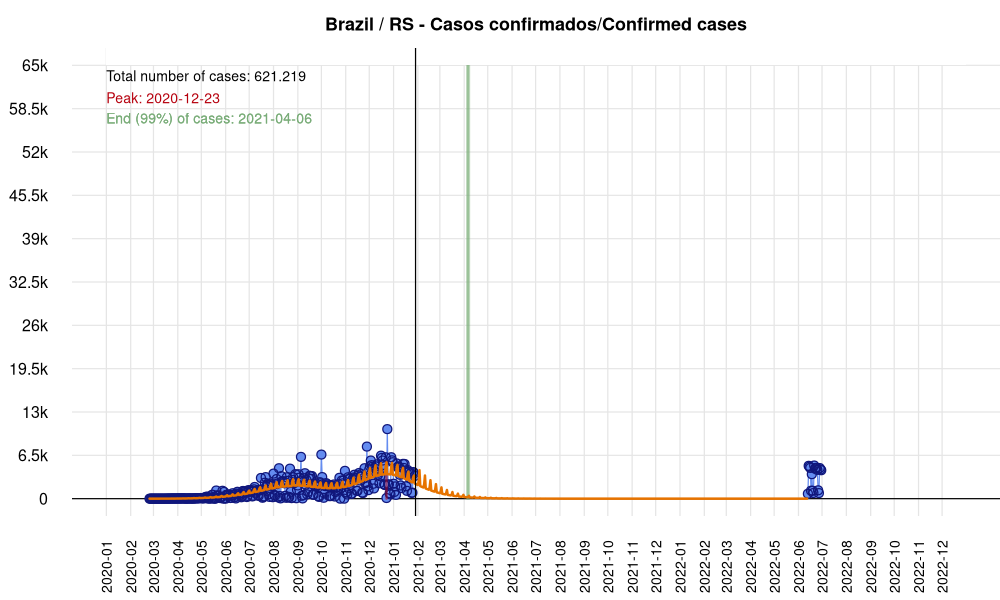 Brazil / RS - Casos confirmados/Confirmed cases
Total number of cases: 621.219
Peak: 2020-12-23
End (99%) of cases: 2021-04-06
65k
58.5k
52k
45.5k
39k
32.5k
26k
19.5k
13k
6.5k
0
2020-01
2020-02
2020-03
2020-04
2020-05
2020-06
2020-07
2020-08
2020-09
2020-10
2020-11
2020-12
2021-01
2021-02
2021-03
2021-04
2021-05
2021-06
2021-07
2021-08
2021-09
2021-10
2021-11
2021-12
2022-01
2022-02
2022-03
2022-04
2022-05
2022-06
2022-07
2022-08
2022-09
2022-10
2022-11
2022-12